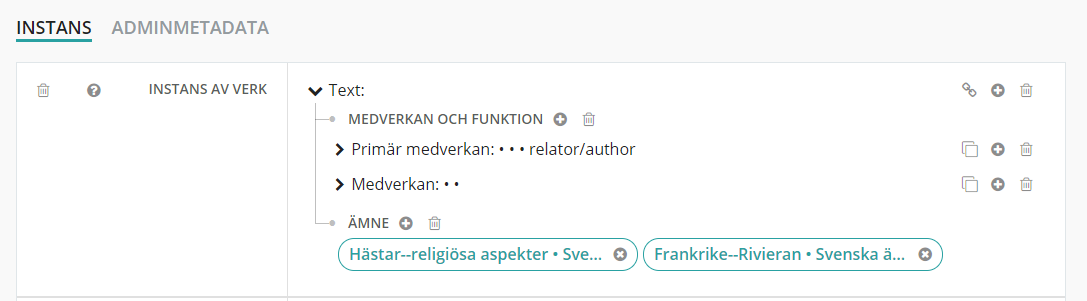 INSTANS ADMINMETADATA
INSTANS AV VERK Text:
MEDVERKAN OCH FUNKTION
Primär medverkan: • • • relator/author
Medverkan: • •
ÄMNE
Hästar--religiösa aspekter • Sve... Frankrike--Rivieran • Svenska ä...